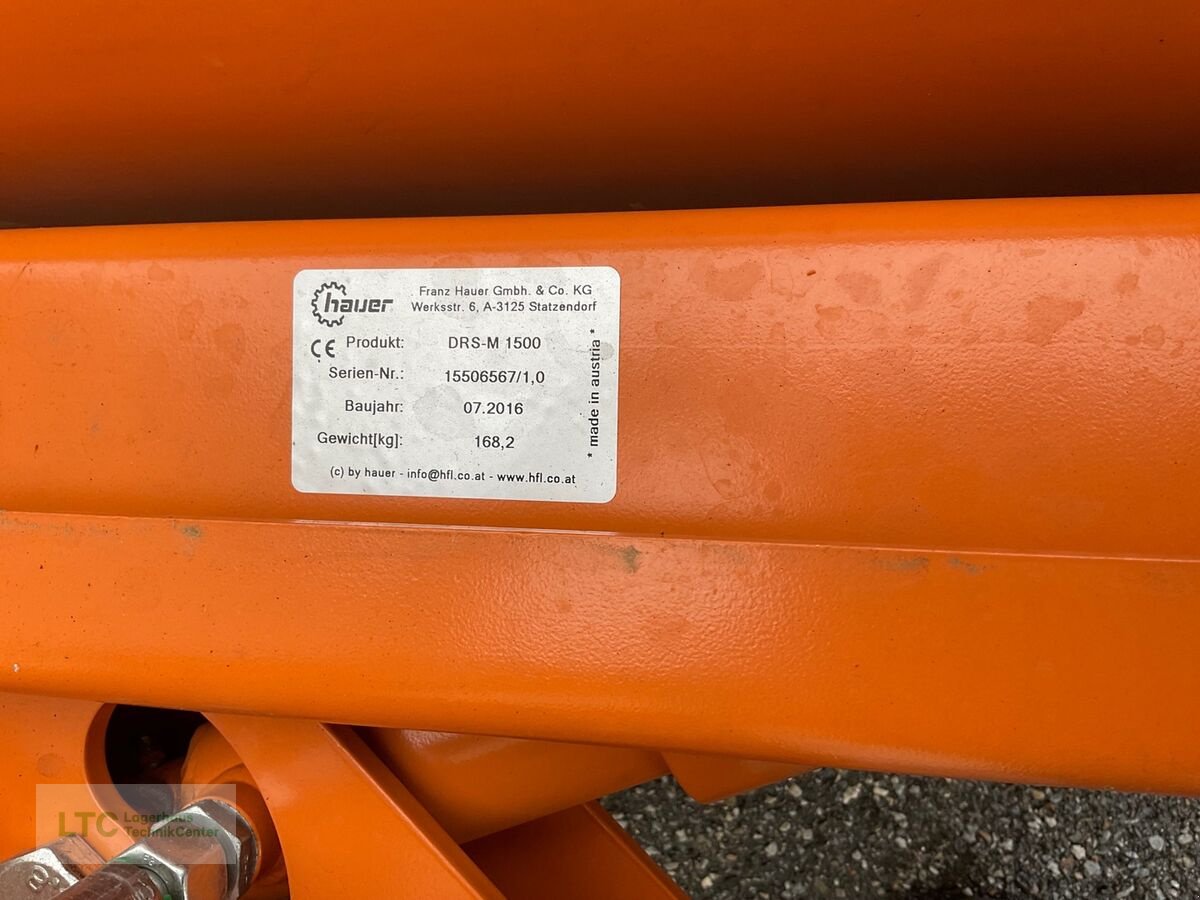 hauer
Franz Hauer Gmbh. & Co. KG
Werksstr. 6, A-3125 Statzendorf
CE Produkt: DRS-M 1500
Serien-Nr.: 15506567/1,0
Baujahr: 07.2016
Gewicht[kg]: 168,2
* made in austria *
(c) by hauer - info@hfl.co.at - www.hfl.co.at
LTC Lagerhaus
TechnikCenter
8